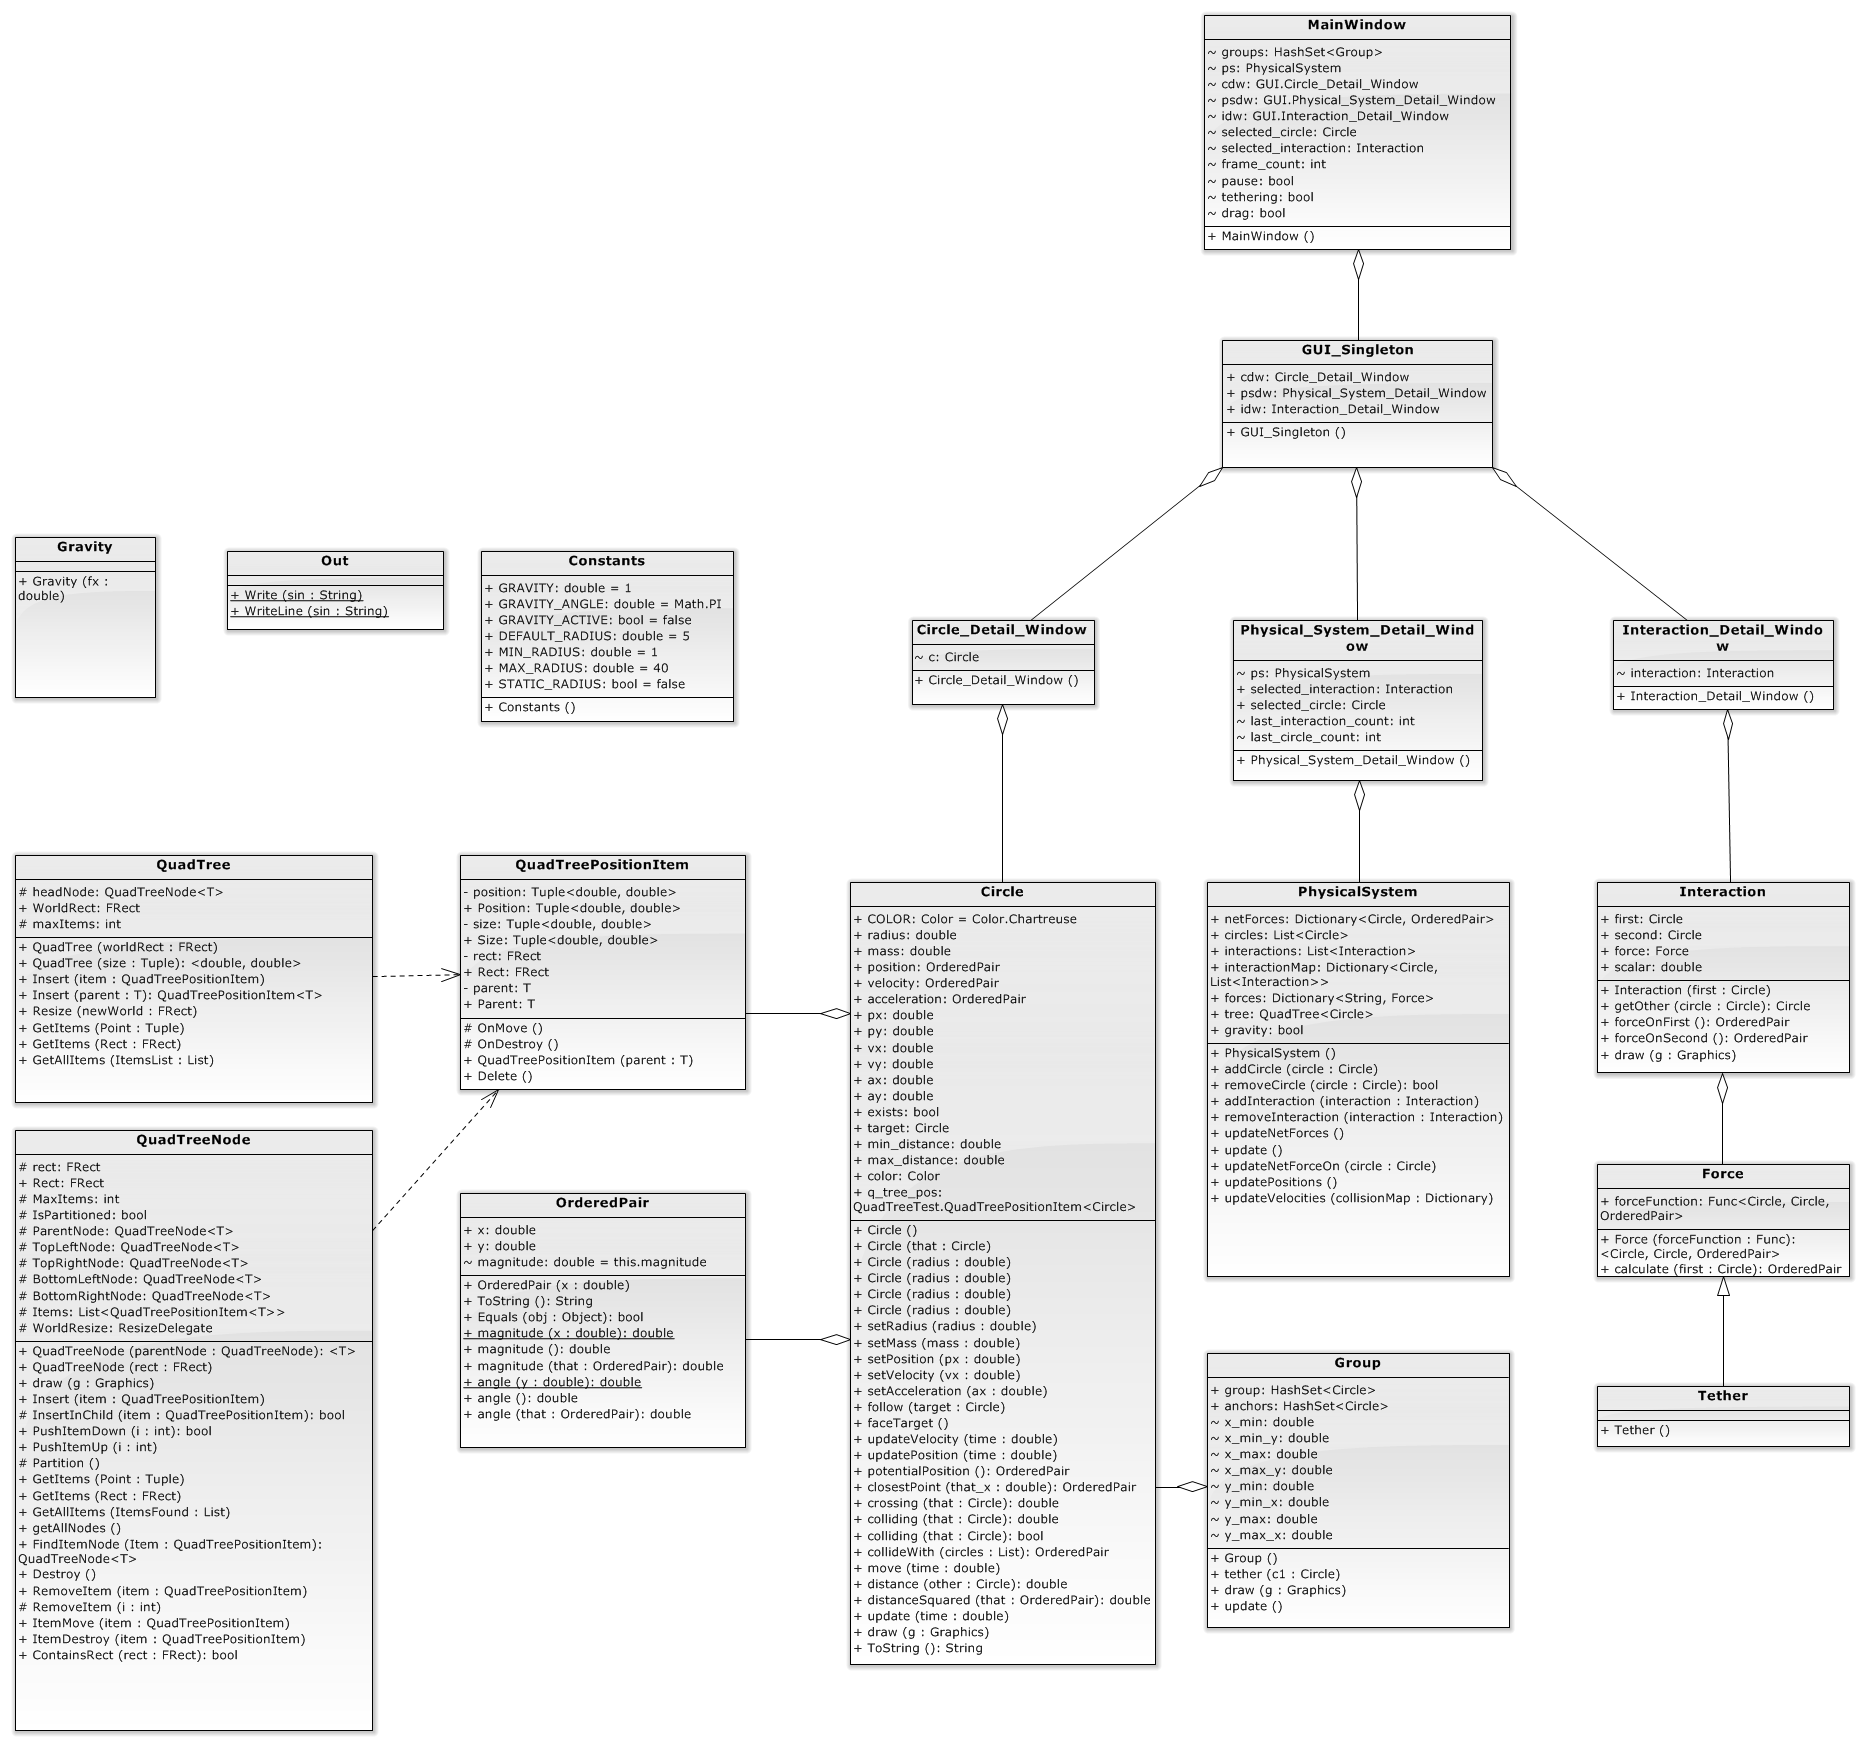 MainWindow
~ groups: HashSet<Group>
~ ps: PhysicalSystem
~ cdw: GUI.Circle_Detail_Window
~ psdw: GUI.Physical_System_Detail_Window
~ idw: GUI.Interaction_Detail_Window
~ selected_circle: Circle
~ selected_interaction: Interaction
~ frame_count: int
~ pause: bool
~ tethering: bool
~ drag: bool
+ MainWindow ()
GUI_Singleton
+ cdw: Circle_Detail_Window
+ psdw: Physical_System_Detail_Window
+ idw: Interaction_Detail_Window
+ GUI_Singleton ()
Gravity
+ Gravity (fx :
double)
Out
+ Write (sin : String)
+ WriteLine (sin : String)
Constants
+ GRAVITY: double = 1
+ GRAVITY_ANGLE: double = Math.PI
+ GRAVITY_ACTIVE: bool = false
+ DEFAULT_RADIUS: double = 5
+ MIN_RADIUS: double = 1
+ MAX_RADIUS: double = 40
+ STATIC_RADIUS: bool = false
+ Constants ()
Circle_Detail_Window
~ c: Circle
+ Circle_Detail_Window ()
Physical_System_Detail_Wind
ow
~ ps: PhysicalSystem
+ selected_interaction: Interaction
+ selected_circle: Circle
~ last_interaction_count: int
~ last_circle_count: int
+ Physical_System_Detail_Window ()
Interaction_Detail_Windo
w
~ interaction: Interaction
+ Interaction_Detail_Window ()
QuadTree
# headNode: QuadTreeNode<T>
+ WorldRect: FRect
# maxItems: int
+ QuadTree (worldRect : FRect)
+ QuadTree (size : Tuple): <double, double>
+ Insert (item : QuadTreePositionItem)
+ Insert (parent : T): QuadTreePositionItem<T>
+ Resize (newWorld : FRect)
+ GetItems (Point : Tuple)
+ GetItems (Rect : FRect)
+ GetAllItems (ItemsList : List)
QuadTreePositionItem
- position: Tuple<double, double>
+ Position: Tuple<double, double>
- size: Tuple<double, double>
+ Size: Tuple<double, double>
- rect: FRect
+ Rect: FRect
- parent: T
+ Parent: T
# OnMove ()
# OnDestroy ()
+ QuadTreePositionItem (parent : T)
+ Delete ()
Circle
+ COLOR: Color = Color.Chartreuse
+ radius: double
+ mass: double
+ position: OrderedPair
+ velocity: OrderedPair
+ acceleration: OrderedPair
+ px: double
+ py: double
+ vx: double
+ vy: double
+ ax: double
+ ay: double
+ exists: bool
+ target: Circle
+ min_distance: double
+ max_distance: double
+ color: Color
+ q_tree_pos:
QuadTreeTest.QuadTreePositionItem<Circle>
+ Circle ()
+ Circle (that : Circle)
+ Circle (radius : double)
+ Circle (radius : double)
+ Circle (radius : double)
+ Circle (radius : double)
+ setRadius (radius : double)
+ setMass (mass : double)
+ setPosition (px : double)
+ setVelocity (vx : double)
+ setAcceleration (ax : double)
+ follow (target : Circle)
+ faceTarget ()
+ updateVelocity (time : double)
+ updatePosition (time : double)
+ potentialPosition (): OrderedPair
+ closestPoint (that_x : double): OrderedPair
+ crossing (that : Circle): double
+ colliding (that : Circle): double
+ colliding (that : Circle): bool
+ collideWith (circles : List): OrderedPair
+ move (time : double)
+ distance (other : Circle): double
+ distanceSquared (that : OrderedPair): double
+ update (time : double)
+ draw (g : Graphics)
+ ToString (): String
PhysicalSystem
+ netForces: Dictionary<Circle, OrderedPair>
+ circles: List<Circle>
+ interactions: List<Interaction>
+ interactionMap: Dictionary<Circle,
List<Interaction>>
+ forces: Dictionary<String, Force>
+ tree: QuadTree<Circle>
+ gravity: bool
+ PhysicalSystem ()
+ addCircle (circle : Circle)
+ removeCircle (circle : Circle): bool
+ addInteraction (interaction : Interaction)
+ removeInteraction (interaction : Interaction)
+ updateNetForces ()
+ update ()
+ updateNetForceOn (circle : Circle)
+ updatePositions ()
+ updateVelocities (collisionMap : Dictionary)
Interaction
+ first: Circle
+ second: Circle
+ force: Force
+ scalar: double
+ Interaction (first : Circle)
+ getOther (circle : Circle): Circle
+ forceOnFirst (): OrderedPair
+ forceOnSecond (): OrderedPair
+ draw (g : Graphics)
QuadTreeNode
# rect: FRect
+ Rect: FRect
# MaxItems: int
# IsPartitioned: bool
# ParentNode: QuadTreeNode<T>
# TopLeftNode: QuadTreeNode<T>
# TopRightNode: QuadTreeNode<T>
# BottomLeftNode: QuadTreeNode<T>
# BottomRightNode: QuadTreeNode<T>
# Items: List<QuadTreePositionItem<T>>
# WorldResize: ResizeDelegate
+ QuadTreeNode (parentNode : QuadTreeNode): <T>
+ QuadTreeNode (rect : FRect)
+ draw (g : Graphics)
+ Insert (item : QuadTreePositionItem)
# InsertInChild (item : QuadTreePositionItem): bool
+ PushItemDown (i : int): bool
+ PushItemUp (i : int)
# Partition ()
+ GetItems (Point : Tuple)
+ GetItems (Rect : FRect)
+ GetAllItems (ItemsFound : List)
+ getAllNodes ()
+ FindItemNode (Item : QuadTreePositionItem):
QuadTreeNode<T>
+ Destroy ()
+ RemoveItem (item : QuadTreePositionItem)
# RemoveItem (i : int)
+ ItemMove (item : QuadTreePositionItem)
+ ItemDestroy (item : QuadTreePositionItem)
+ ContainsRect (rect : FRect): bool
OrderedPair
+ x: double
+ y: double
~ magnitude: double = this.magnitude
+ OrderedPair (x : double)
+ ToString (): String
+ Equals (obj : Object): bool
+ magnitude (x : double): double
+ magnitude (): double
+ magnitude (that : OrderedPair): double
+ angle (y : double): double
+ angle (): double
+ angle (that : OrderedPair): double
Force
+ forceFunction: Func<Circle, Circle,
OrderedPair>
+ Force (forceFunction : Func):
<Circle, Circle, OrderedPair>
+ calculate (first : Circle): OrderedPair
Group
+ group: HashSet<Circle>
+ anchors: HashSet<Circle>
~ x_min: double
~ x_min_y: double
~ x_max: double
~ x_max_y: double
~ y_min: double
~ y_min_x: double
~ y_max: double
~ y_max_x: double
+ Group ()
+ tether (c1 : Circle)
+ draw (g : Graphics)
+ update ()
Tether
+ Tether ()